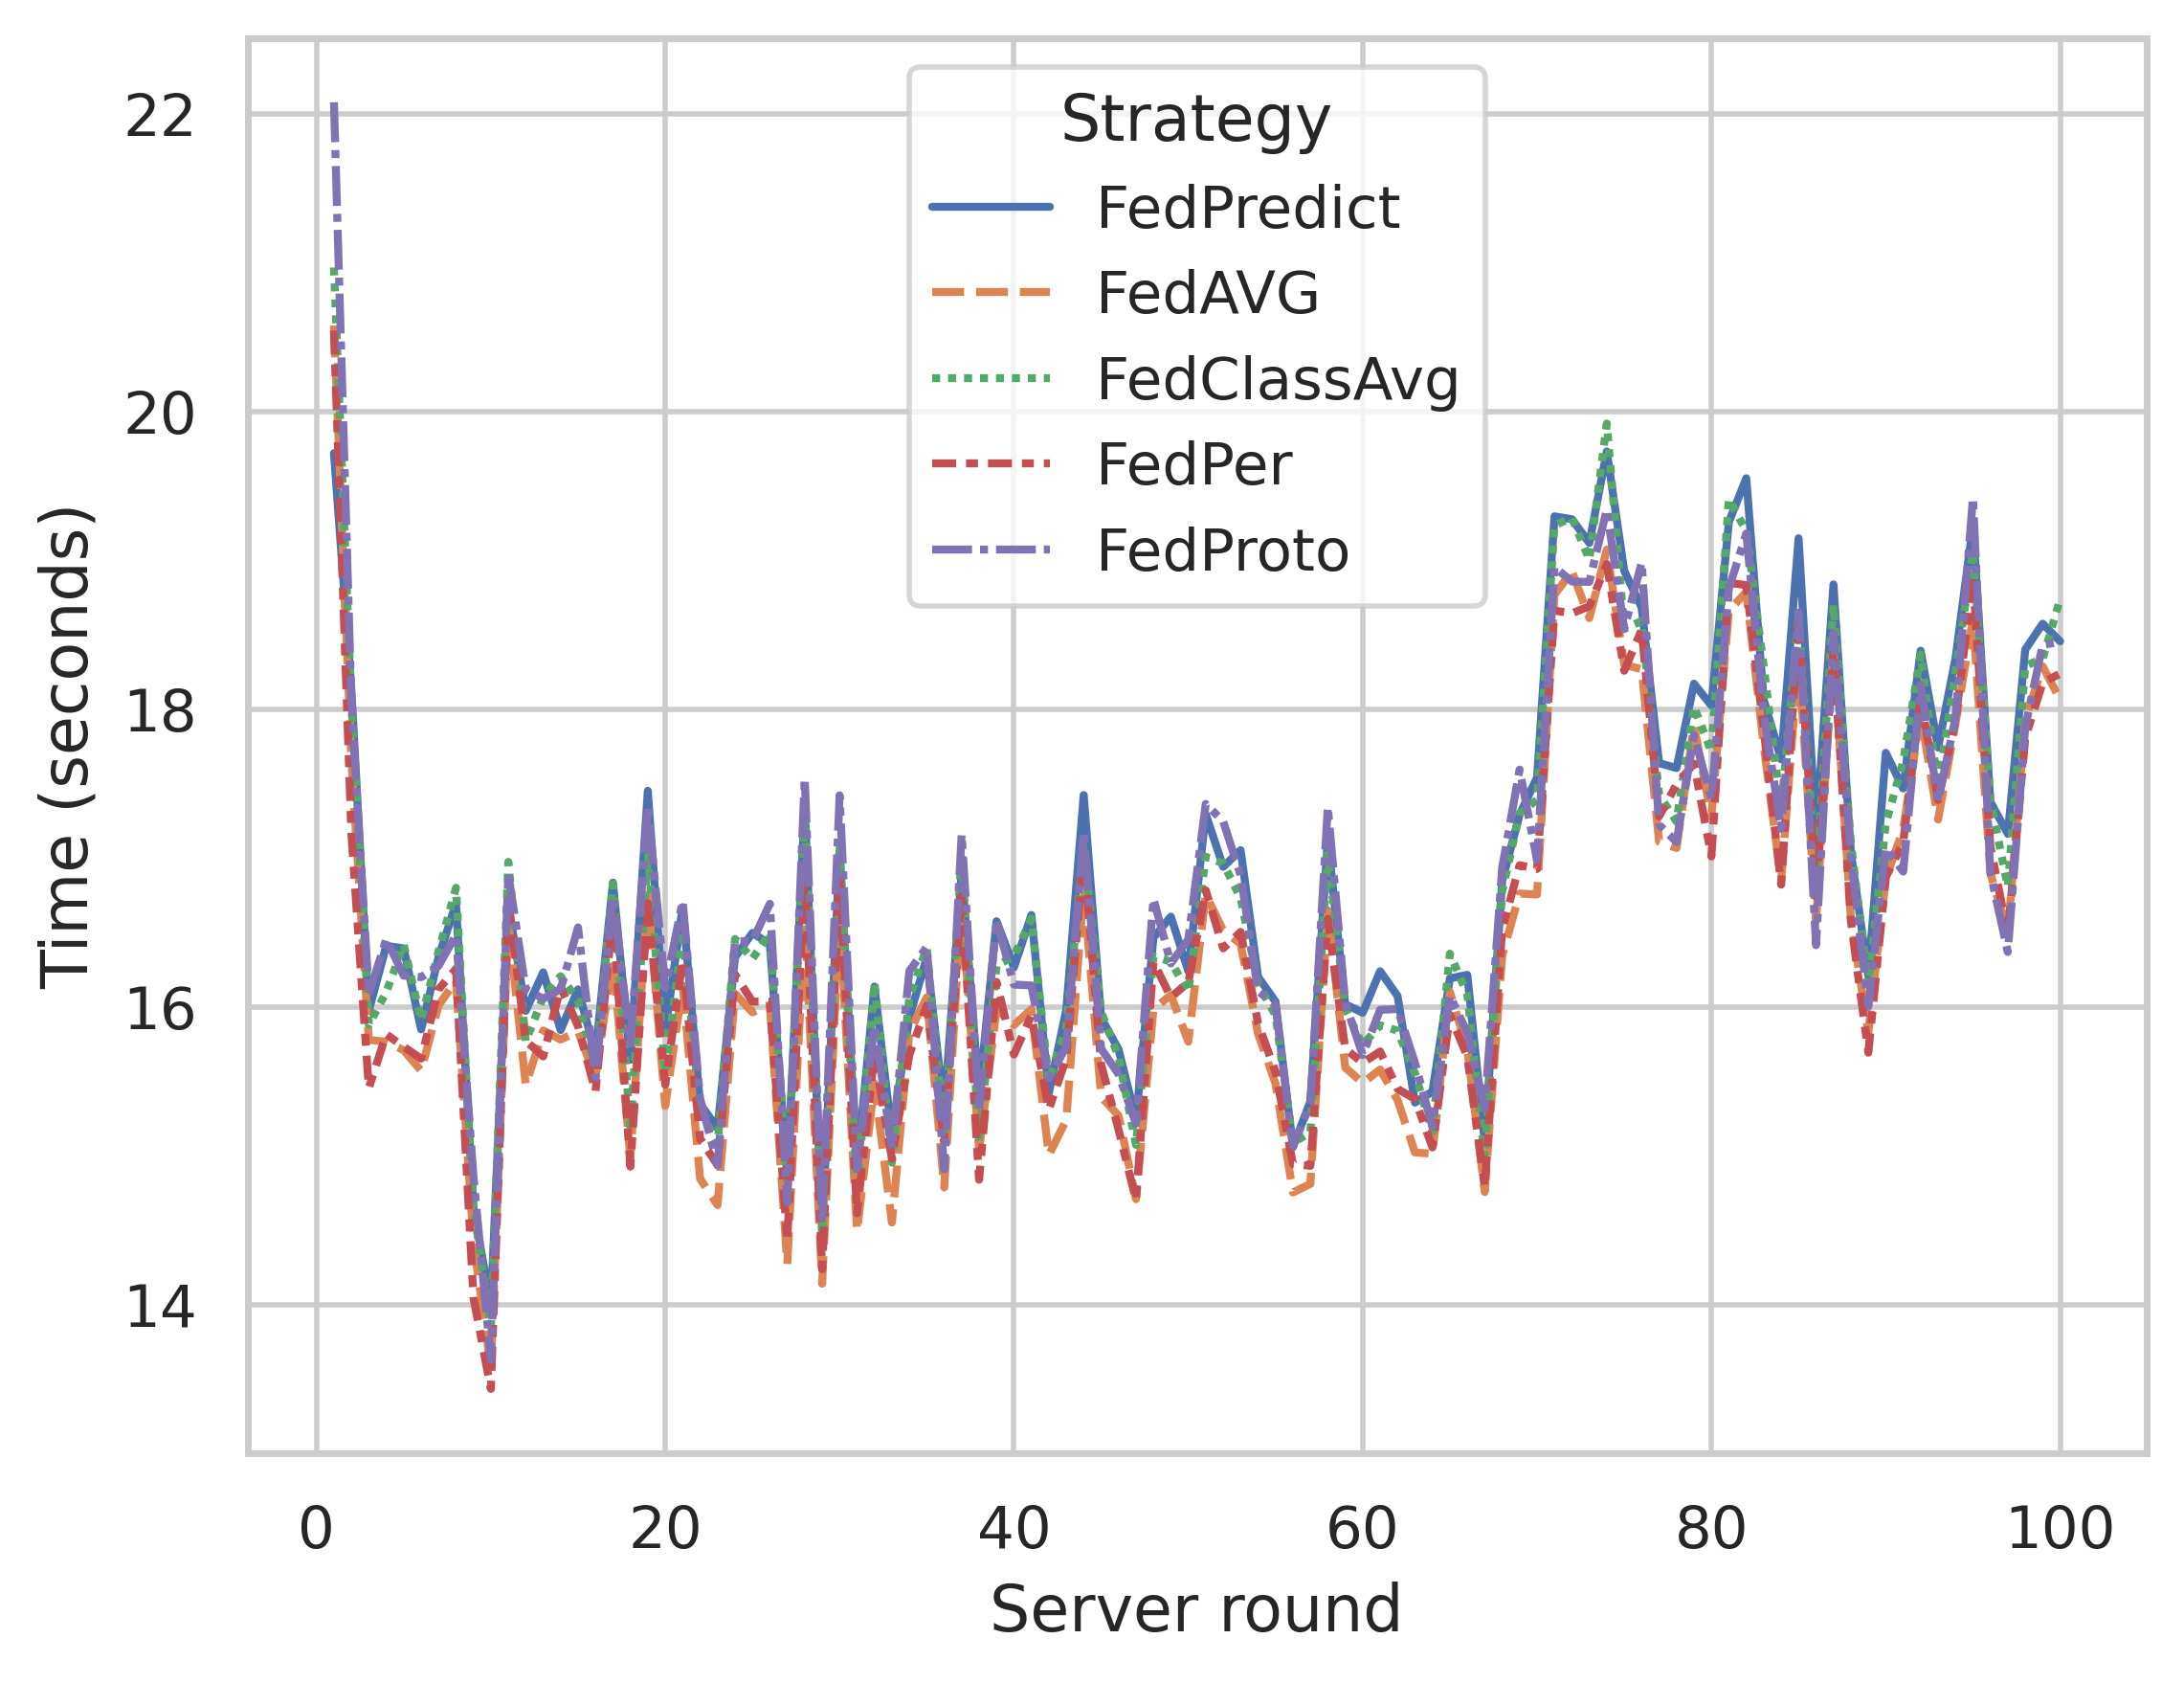 Strategy
FedPredict
FedAVG
FedClassAvg
FedPer
FedProto
Time (seconds)
22
20
18
16
14
0 20 40 60 80 100
Server round